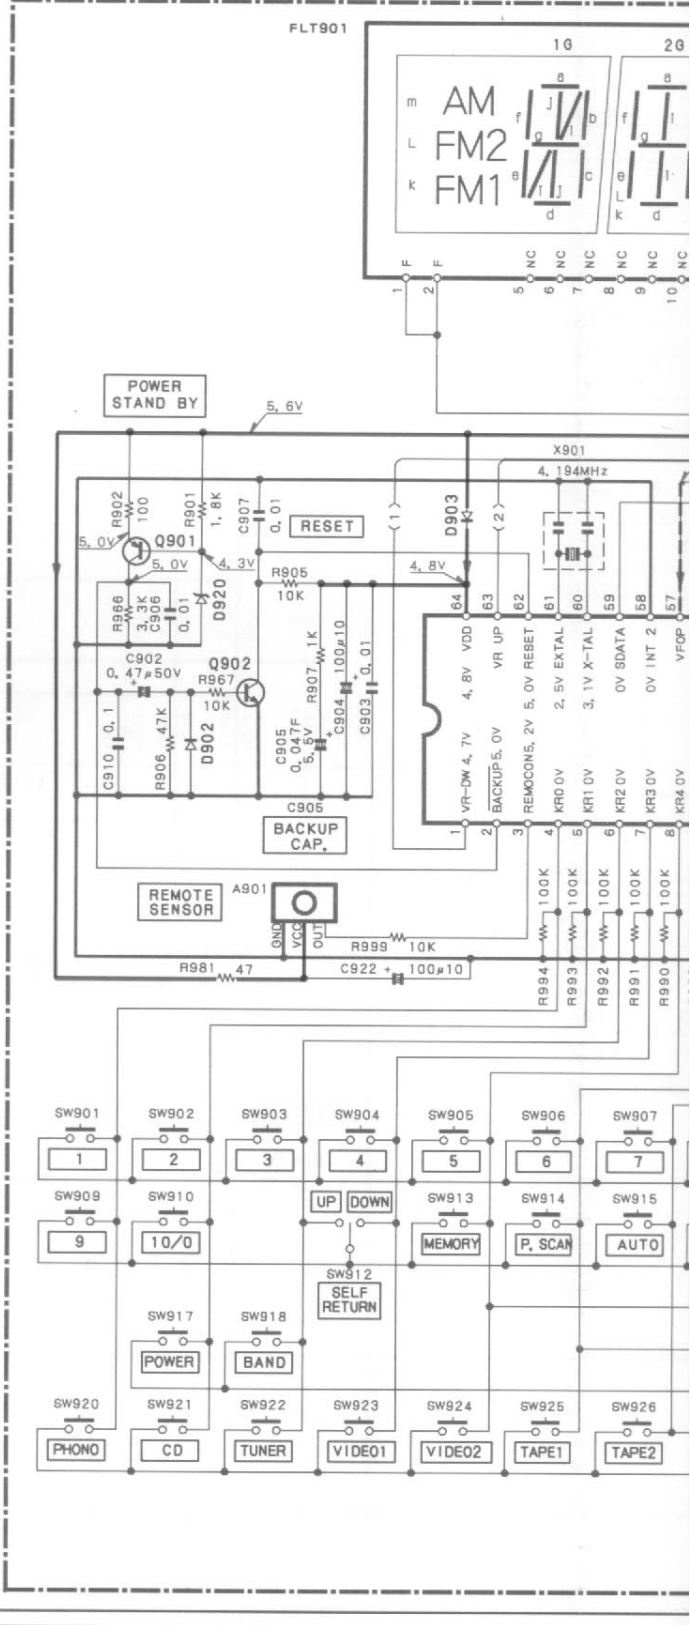 FLT901
1G 2G
a a
m AM f j b f i
L FM2 g i g
k FM1 e i j c e i
d L k d
F F NC NC NC NC NC NC
1 2 5 6 7 8 9 10
POWER
STAND BY
5. 6V
X901
4. 194MHz
R902 100
R901 1. 8K
C907 0. 01
RESET
(1)
D903
(2)
5. 0V Q901
5. 0V 4. 3V
R905
10K
4. 8V
64 63 62 61 60 59 58 57
R966 3. 3K
C906 0. 01
D920
VDD
VR UP
RESET
EXTAL
X-TAL
SDATA
INT 2
VFDP
4. 8V
5. 0V
2. 5V
3. 1V
0V
0V
C902
0. 47μ50V
Q902
R967
10K
R907 1K
C904 100μ10
C903 0. 01
C910 0. 1
R906 47K
D902
C905
0. 047F
5. 5V
C905
BACKUP
CAP.
VR-DW 4. 7V
BACKUP 5. 0V
REMOCON 5. 2V
KR0 0V
KR1 0V
KR2 0V
KR3 0V
KR4 0V
1 2 3 4 5 6 7 8
REMOTE
SENSOR
A901
GND VCC OUT
R999 10K
100K 100K 100K 100K 100K
R994 R993 R992 R991 R990
R981 47
C922 + 100μ10
SW901 SW902 SW903 SW904 SW905 SW906 SW907
1 2 3 4 5 6 7
SW909 SW910 UP DOWN SW913 SW914 SW915
9 10/0 MEMORY P. SCAN AUTO
SW912
SELF
RETURN
SW917 SW918
POWER BAND
SW920 SW921 SW922 SW923 SW924 SW925 SW926
PHONO CD TUNER VIDEO1 VIDEO2 TAPE1 TAPE2